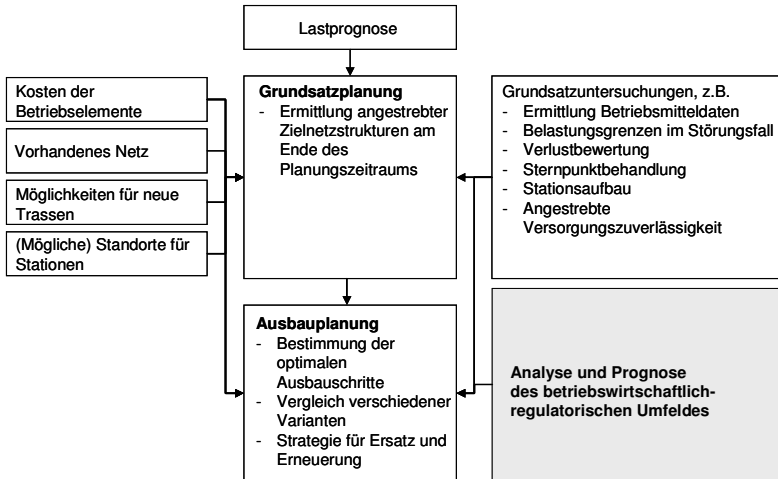 Lastprognose
Kosten der
Betriebselemente
Vorhandenes Netz
Möglichkeiten für neue
Trassen
(Mögliche) Standorte für
Stationen
Grundsatzplanung
- Ermittlung angestrebter
Zielnetzstrukturen am
Ende des
Planungszeitraums
Grundsatzuntersuchungen, z.B.
- Ermittlung Betriebsmitteldaten
- Belastungsgrenzen im Störungsfall
- Verlustbewertung
- Sternpunktbehandlung
- Stationsaufbau
- Angestrebte
Versorgungszuverlässigkeit
Ausbauplanung
- Bestimmung der
optimalen
Ausbauschritte
- Vergleich verschiedener
Varianten
- Strategie für Ersatz und
Erneuerung
Analyse und Prognose
des betriebswirtschaftlich-
regulatorischen Umfeldes